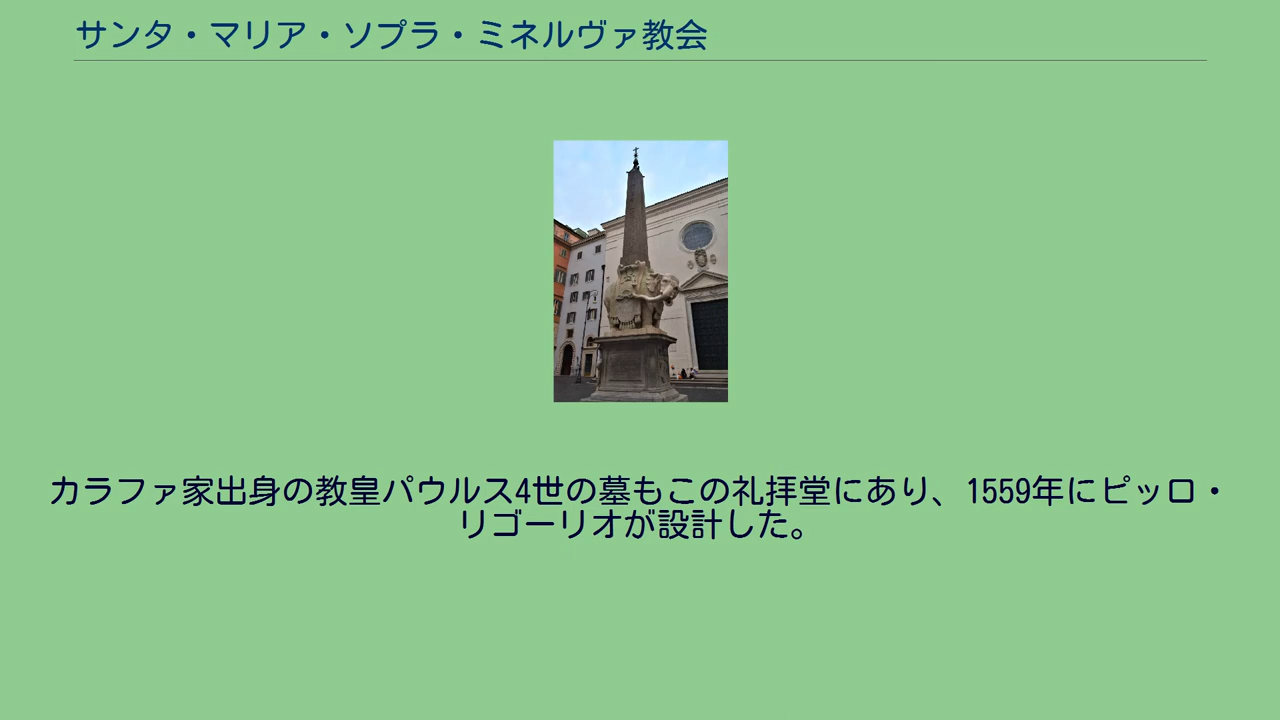 サンタ・マリア・ソプラ・ミネルヴァ教会
カラファ家出身の教皇パウルス4世の墓もこの礼拝堂にあり、1559年にピッロ・
リゴーリオが設計した。